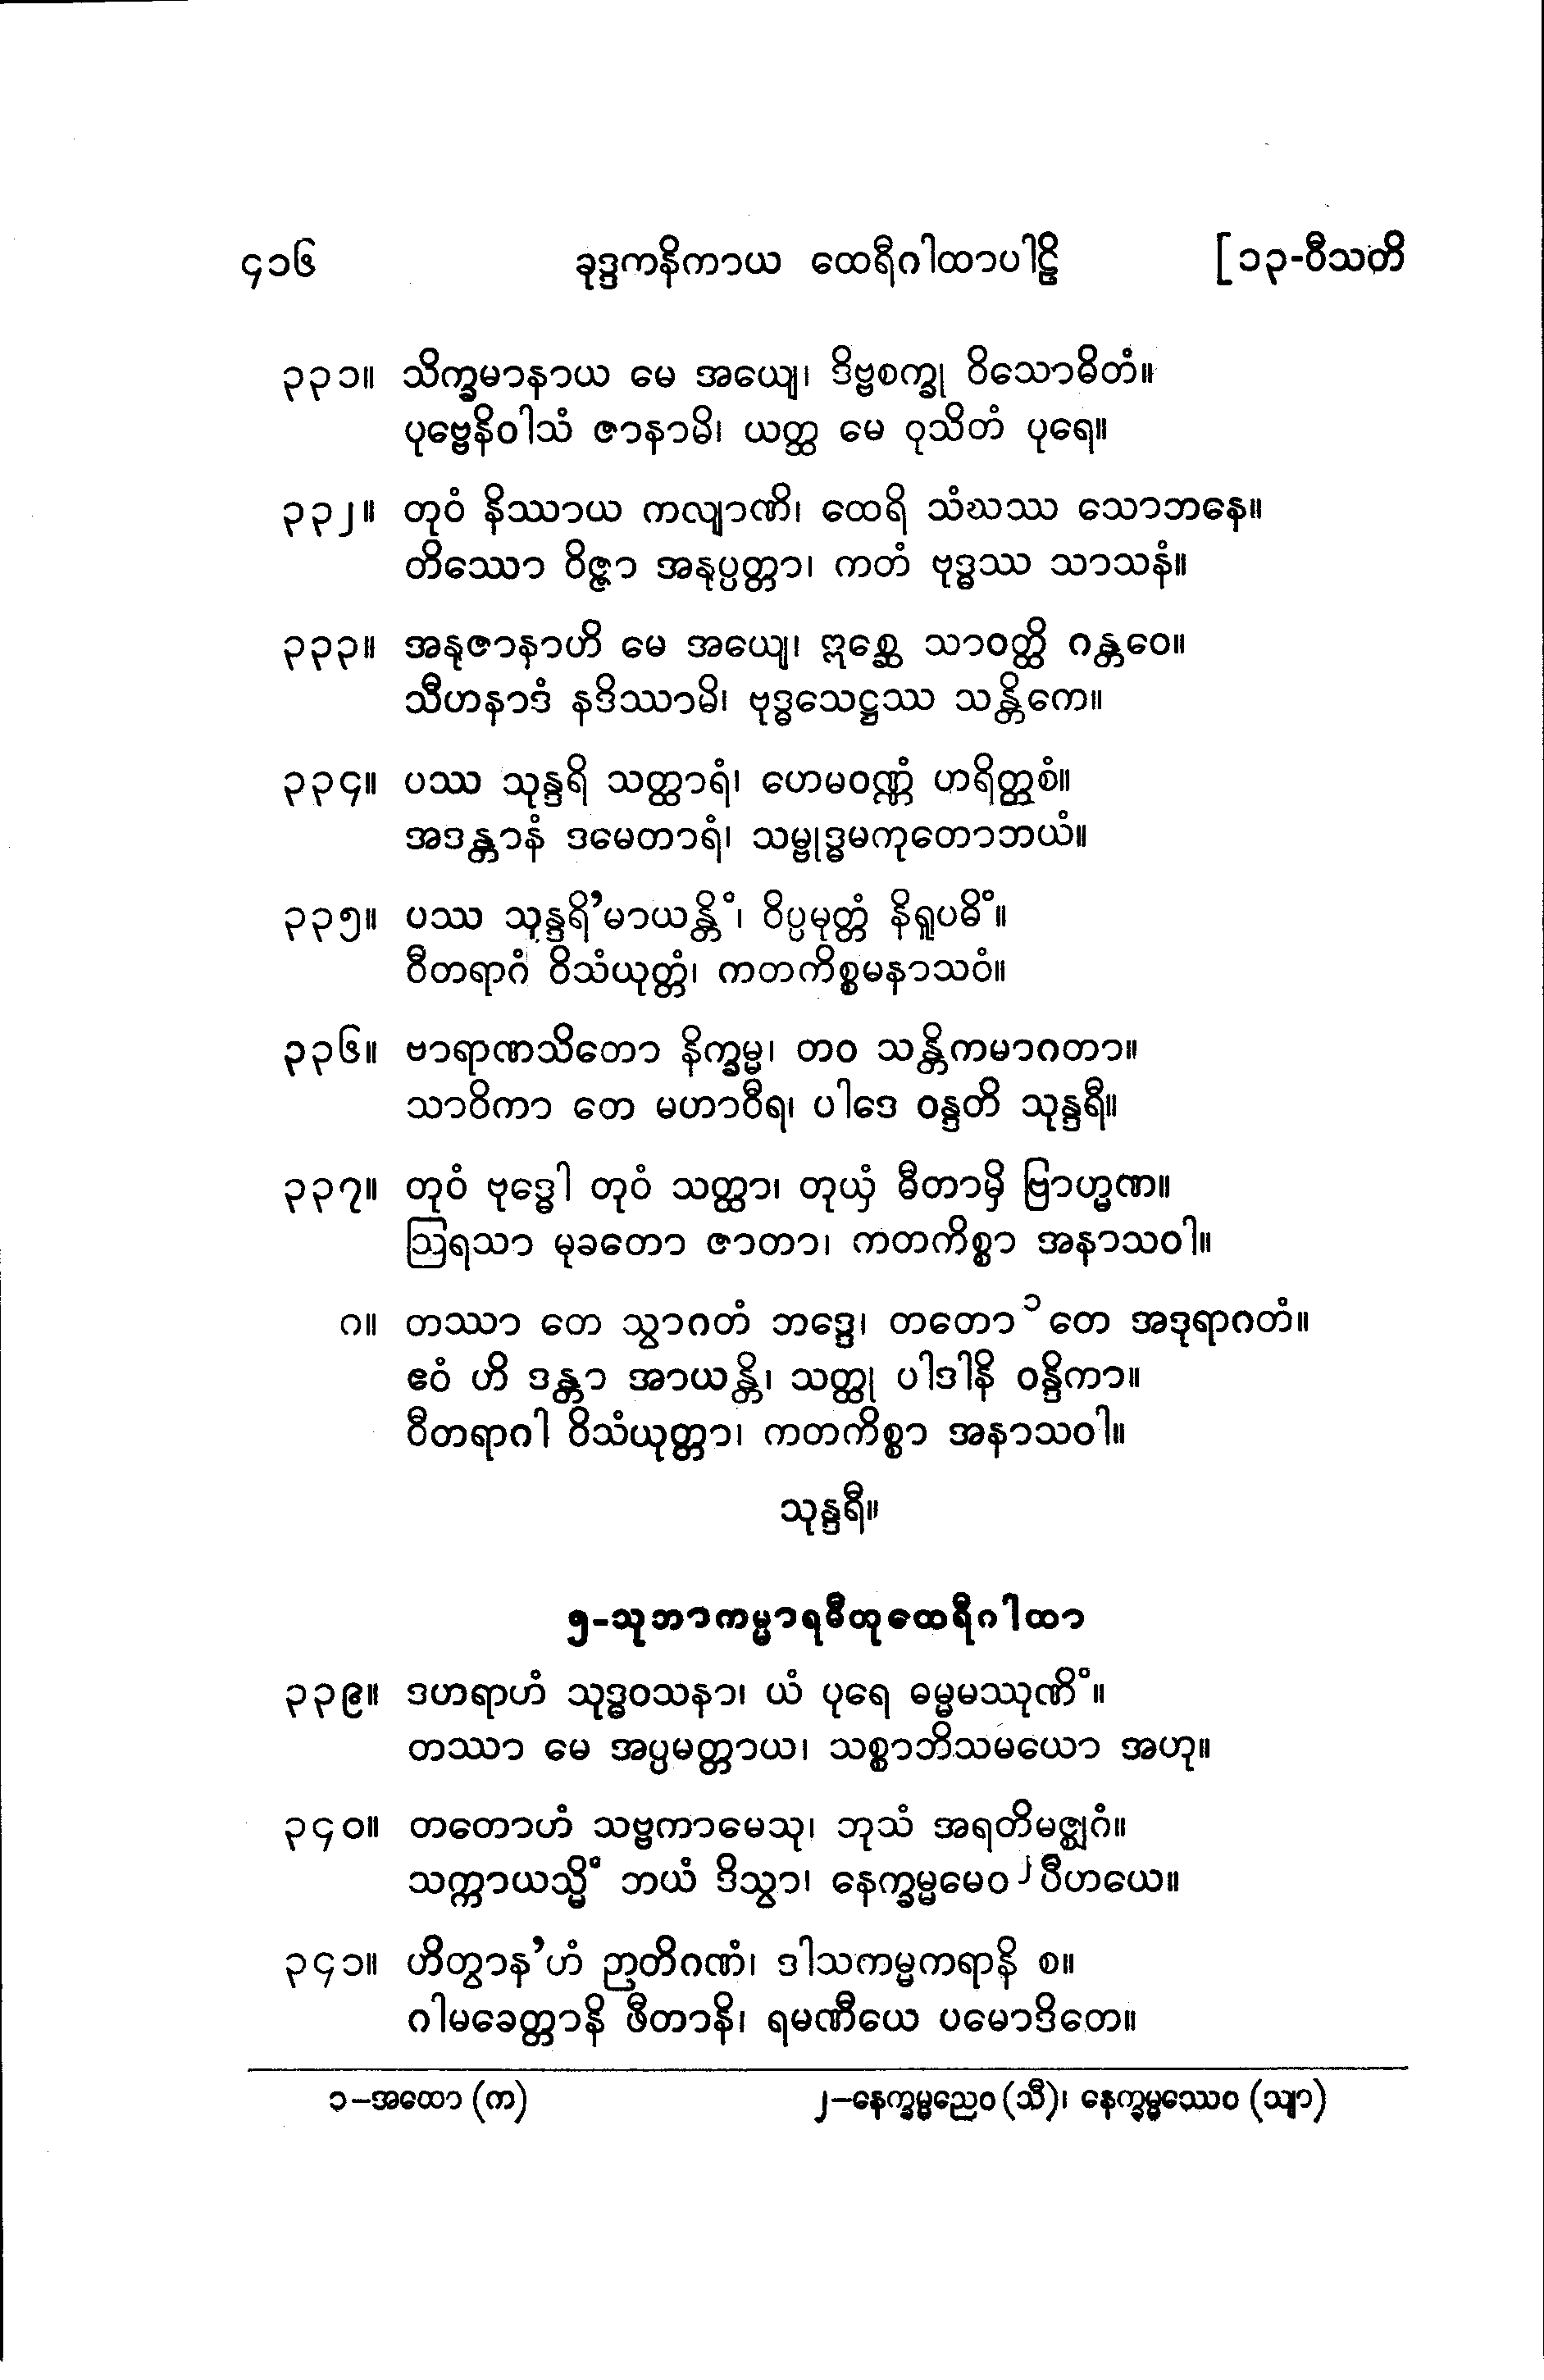 ၄၁၆ ခုဒ္ဒကနိကာယ ထေရီဂါထာပါဠိ [ ၁၃-ဝီသတိ
၃၃၁။ သိက္ခမာနာယ မေ အယျေ၊ ဒိဗ္ဗစက္ခု ဝိသောဓိတံ။
ပုဗ္ဗေနိဝါသံ ဇာနာမိ၊ ယတ္ထ မေ ဝုသိတံ ပုရေ။
၃၃၂။ တုဝံ နိဿာယ ကလျာဏိ၊ ထေရိ သံဃဿ သောဘနေ။
တိဿော ဝိဇ္ဇာ အနုပ္ပတ္တာ၊ ကတံ ဗုဒ္ဓဿ သာသနံ။
၃၃၃။ အနုဇာနာဟိ မေ အယျေ၊ ဣစ္ဆေ သာဝတ္ထိ ဂန္တဝေ။
သီဟနာဒံ နဒိဿာမိ၊ ဗုဒ္ဓသေဋ္ဌဿ သန္တိကေ။
၃၃၄။ ပဿ သုန္ဒရိ သတ္ထာရံ၊ ဟေမဝဏ္ဏံ ဟရိတ္တစံ။
အဒန္တာနံ ဒမေတာရံ၊ သမ္ဗုဒ္ဓမကုတောဘယံ။
၃၃၅။ ပဿ သုန္ဒရိ’မာယန္တိံ၊ ဝိပ္ပမုတ္တံ နိရူပဓိံ။
ဝီတရာဂံ ဝိသံယုတ္တံ၊ ကတကိစ္စမနာသဝံ။
၃၃၆။ ဗာရာဏသိတော နိက္ခမ္မ၊ တဝ သန္တိကမာဂတာ။
သာဝိကာ တေ မဟာဝီရ၊ ပါဒေ ဝန္ဒတိ သုန္ဒရီ။
၃၃၇။ တုဝံ ဗုဒ္ဓေါ တုဝံ သတ္ထာ၊ တုယှံ ဓီတာမှိ ဗြာဟ္မဏ။
ဩရသာ မုခတော ဇာတာ၊ ကတကိစ္စာ အနာသဝါ။
၈။ တဿာ တေ သွာဂတံ ဘဒ္ဒေ၊ တတော ၁ တေ အဒုရာဂတံ။
ဧဝံ ဟိ ဒန္တာ အာယန္တိ၊ သတ္ထု ပါဒါနိ ဝန္ဒိကာ။
ဝီတရာဂါ ဝိသံယုတ္တာ၊ ကတကိစ္စာ အနာသဝါ။
သုန္ဒရီ။
၅-သုဘာကမ္မာရဓီတုထေရီဂါထာ
၃၃၉။ ဒဟရာဟံ သုဒ္ဓဝသနာ၊ ယံ ပုရေ ဓမ္မမဿုဏိံ။
တဿာ မေ အပ္ပမတ္တာယ၊ သစ္စာဘိသမယော အဟု။
၃၄၀။ တတောဟံ သဗ္ဗကာမေသု၊ ဘုသံ အရတိမဇ္ဈဂံ။
သက္ကာယသ္မိံ ဘယံ ဒိသွာ၊ နေက္ခမ္မမေဝ ၂ ပီဟယေ။
၃၄၁။ ဟိတွာန’ဟံ ဉာတိဂဏံ၊ ဒါသကမ္မကရာနိ စ။
ဂါမခေတ္တာနိ ဖီတာနိ၊ ရမဏီယေ ပမောဒိတေ။
၁–အထော (က) ၂–နေက္ခမ္မညေဝ (သီ)၊ နေက္ခမ္မဿေဝ (သျာ)